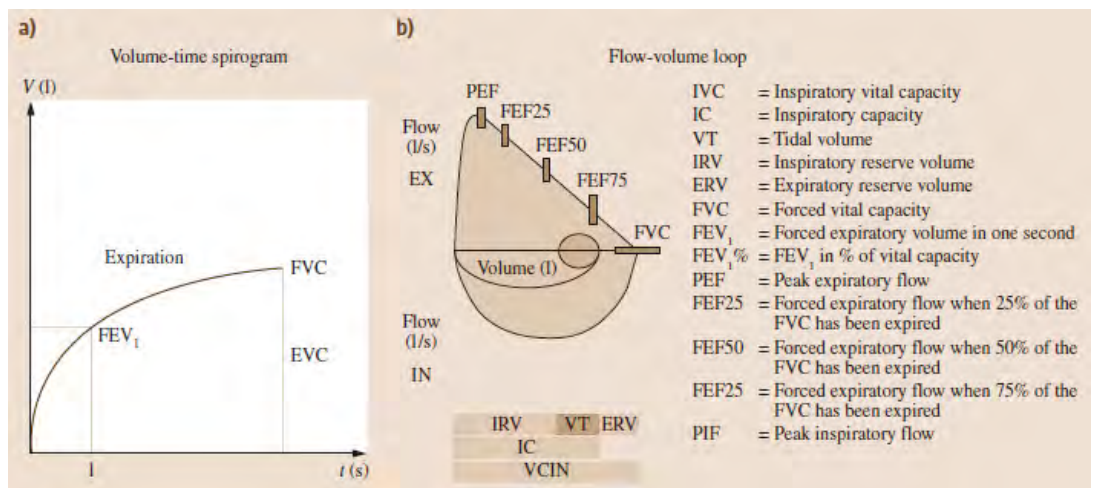 a)
Volume-time spirogram
V (l)
Expiration
FVC
FEV1
EVC
1
t (s)
b)
Flow-volume loop
PEF
FEF25
Flow
(l/s)
FEF50
EX
FEF75
FVC
Volume (l)
Flow
(l/s)
IN
IRV VT ERV
IC
VCIN
IVC = Inspiratory vital capacity
IC = Inspiratory capacity
VT = Tidal volume
IRV = Inspiratory reserve volume
ERV = Expiratory reserve volume
FVC = Forced vital capacity
FEV1 = Forced expiratory volume in one second
FEV1% = FEV1 in % of vital capacity
PEF = Peak expiratory flow
FEF25 = Forced expiratory flow when 25% of the
FVC has been expired
FEF50 = Forced expiratory flow when 50% of the
FVC has been expired
FEF25 = Forced expiratory flow when 75% of the
FVC has been expired
PIF = Peak inspiratory flow